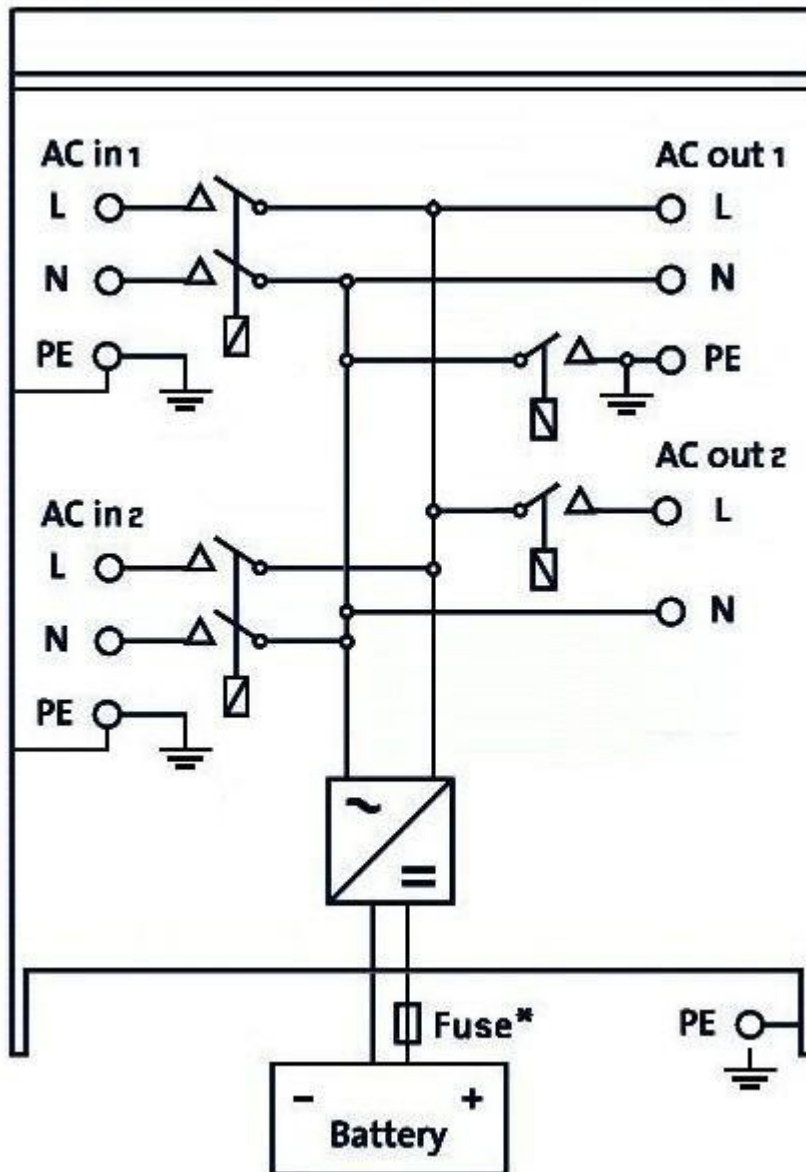 AC in 1
AC out 1
L
L
N
N
PE
PE
AC out 2
AC in 2
L
L
N
N
PE
Fuse*
PE
- +
Battery